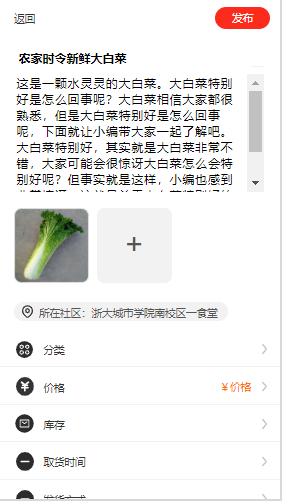 返回
发布
农家时令新鲜大白菜
这是一颗水灵灵的大白菜。大白菜特别
好是怎么回事呢？大白菜相信大家都很
熟悉，但是大白菜特别好是怎么回事
呢，下面就让小编带大家一起了解吧。
大白菜特别好，其实就是大白菜非常不
错，大家可能会很惊讶大白菜怎么会特
别好呢？但事实就是这样，小编也感到
所在社区：浙大城市学院南校区一食堂
分类
价格
￥价格
库存
取货时间